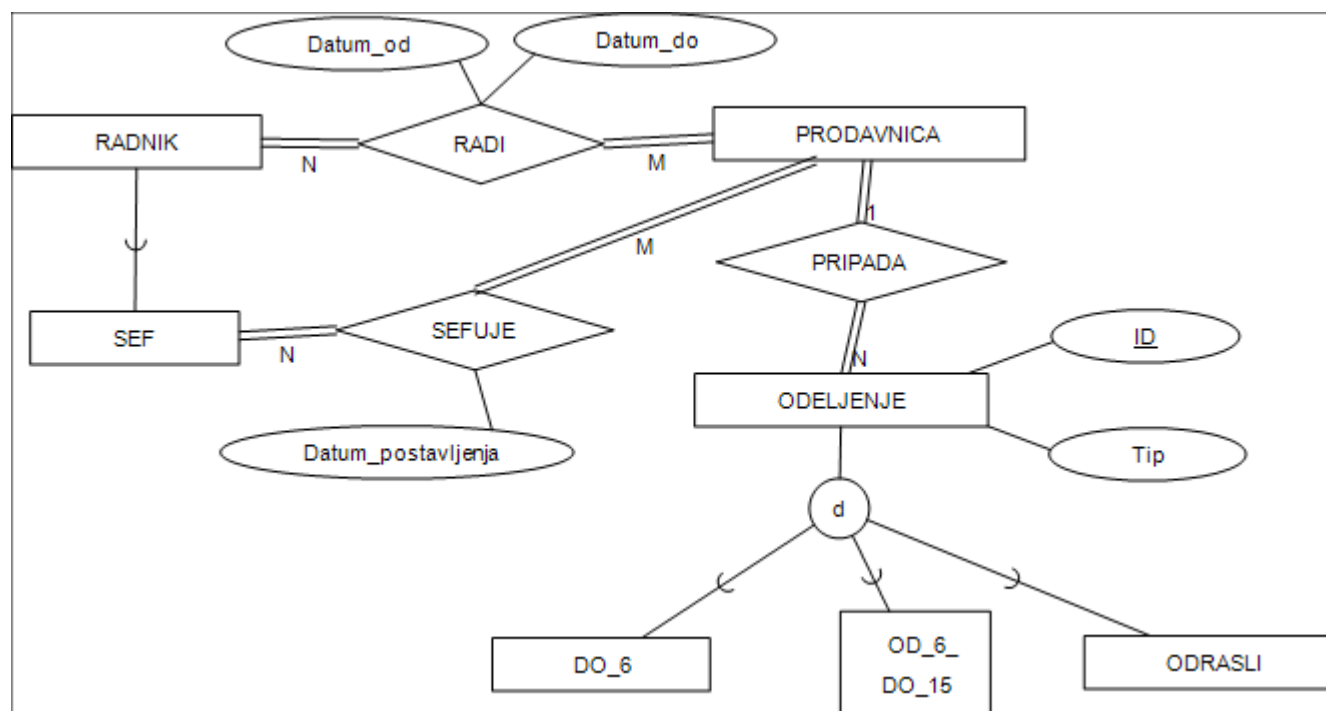 Datum_od
Datum_do
RADNIK
RADI
PRODAVNICA
N
M
1
M
PRIPADA
SEF
N
SEFUJE
ID
N
ODELJENJE
Datum_postavljenja
Tip
d
DO_6
OD_6_
DO_15
ODRASLI